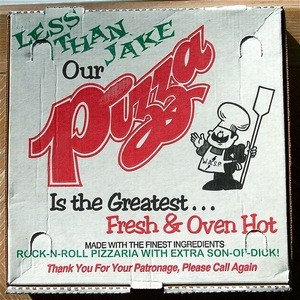 LESS
THAN JAKE
Our
Pizza
Is the Greatest...
Fresh & Oven Hot
MADE WITH THE FINEST INGREDIENTS
ROCK-N-ROLL PIZZARIA WITH EXTRA SON-OF-DICK!
Thank You For Your Patronage, Please Call Again